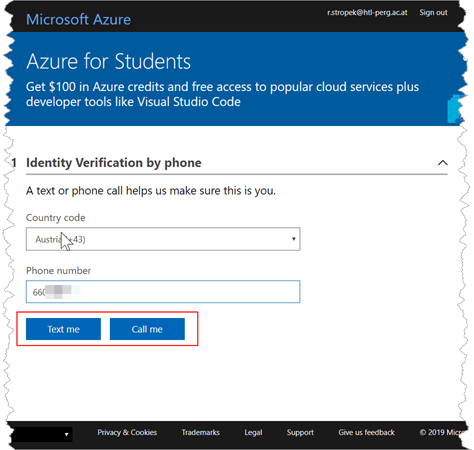 Microsoft Azure
r.stropek@htl-perg.ac.at Sign out
Azure for Students
Get $100 in Azure credits and free access to popular cloud services plus
developer tools like Visual Studio Code
1 Identity Verification by phone
A text or phone call helps us make sure this is you.
Country code
Austria (+43)
Phone number
660
Text me Call me
Privacy & Cookies Trademarks Legal Support Give us feedback © 2019